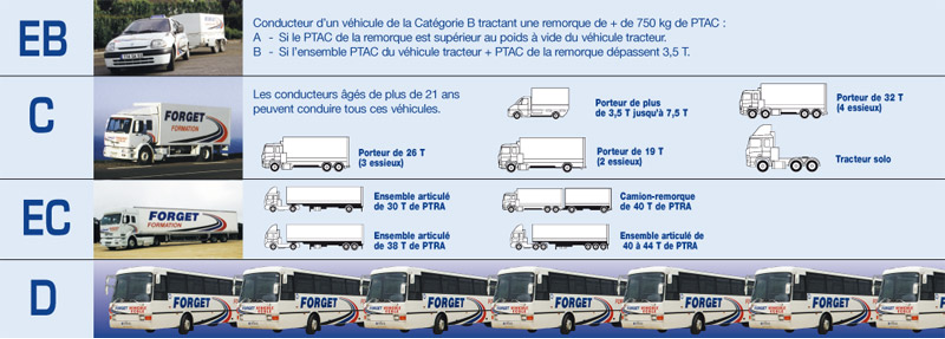 EB
Conducteur d'un véhicule de la Catégorie B tractant une remorque de + de 750 kg de PTAC :
A - Si le PTAC de la remorque est supérieur au poids à vide du véhicule tracteur.
B - Si l'ensemble PTAC du véhicule tracteur + PTAC de la remorque dépassent 3,5 T.
C
FORGET
FORMATION
Les conducteurs âgés de plus de 21 ans
peuvent conduire tous ces véhicules.
Porteur de plus
de 3,5 T jusqu'à 7,5 T
Porteur de 32 T
(4 essieux)
Porteur de 26 T
(3 essieux)
Porteur de 19 T
(2 essieux)
Tracteur solo
EC
FORGET
FORMATION
Ensemble articulé
de 30 T de PTRA
Camion-remorque
de 40 T de PTRA
Ensemble articulé
de 38 T de PTRA
Ensemble articulé de
40 à 44 T de PTRA
D
FORGET
FORGET
FORGET
FORGET
FORGET
FORGET